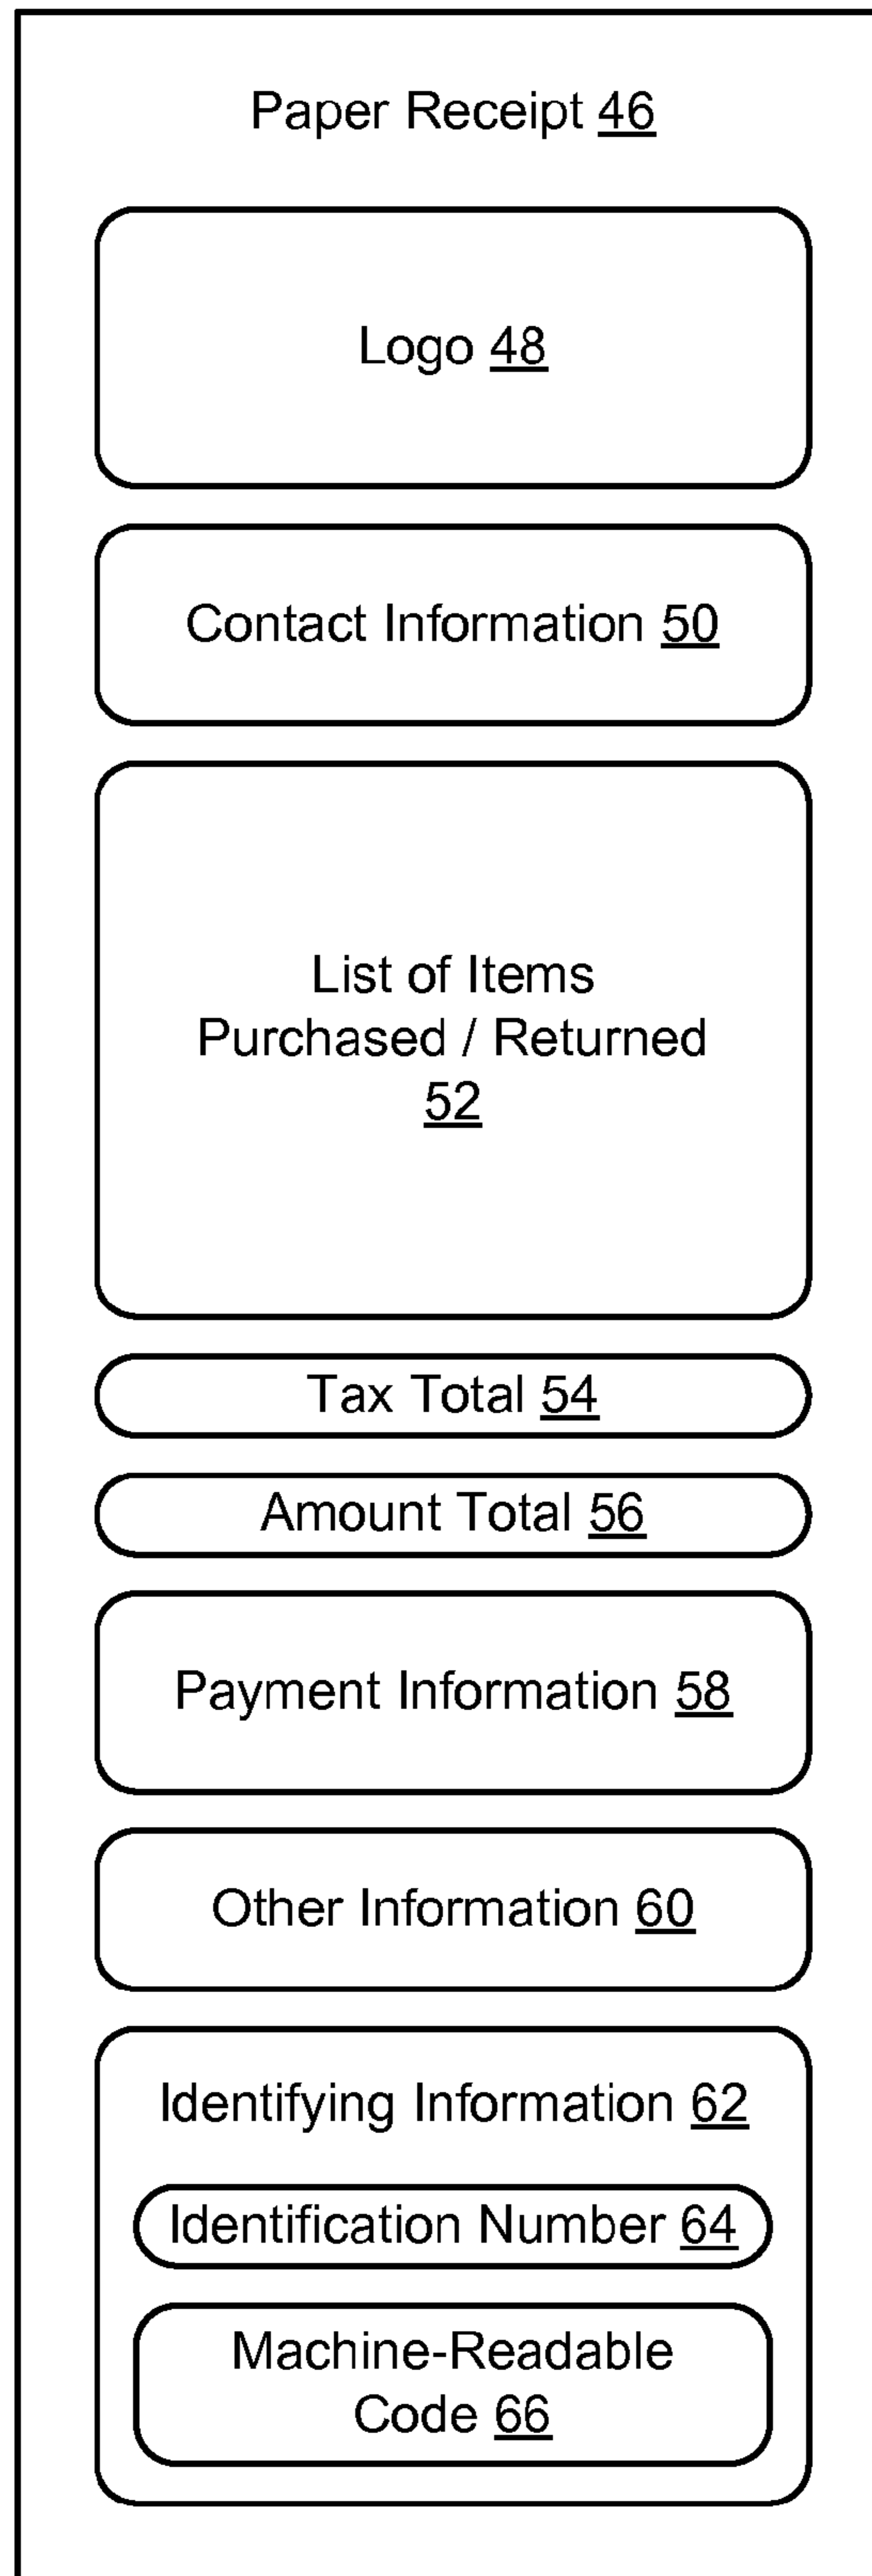 Paper Receipt 46
Logo 48
Contact Information 50
List of Items
Purchased / Returned
52
Tax Total 54
Amount Total 56
Payment Information 58
Other Information 60
Identifying Information 62
Identification Number 64
Machine-Readable
Code 66